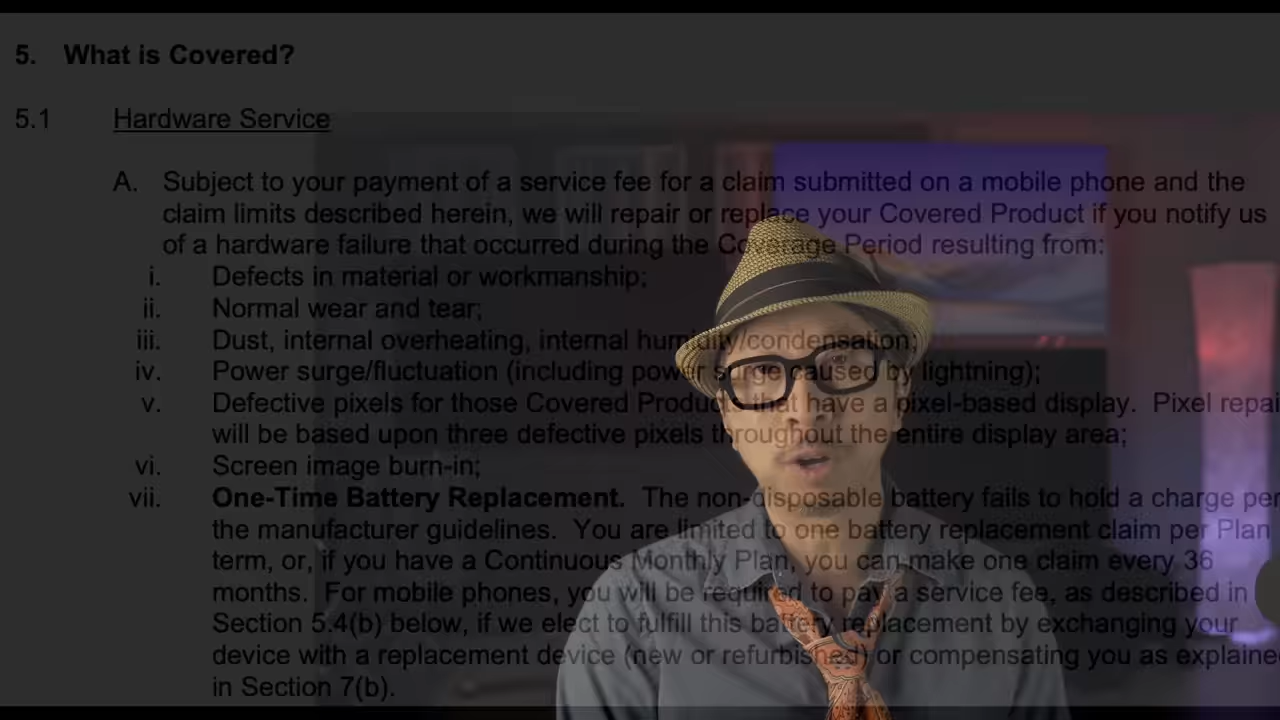 5. What is Covered?
5.1 Hardware Service
A. Subject to your payment of a service fee for a claim submitted on a mobile phone and the
claim limits described herein, we will repair or replace your Covered Product if you notify us
of a hardware failure that occurred during the Coverage Period resulting from:
i. Defects in material or workmanship;
ii. Normal wear and tear;
iii. Dust, internal overheating, internal humidity/condensation;
iv. Power surge/fluctuation (including power surge caused by lightning);
v. Defective pixels for those Covered Products that have a pixel-based display. Pixel repai
will be based upon three defective pixels throughout the entire display area;
vi. Screen image burn-in;
vii. One-Time Battery Replacement. The non-disposable battery fails to hold a charge per
the manufacturer guidelines. You are limited to one battery replacement claim per Plan
term, or, if you have a Continuous Monthly Plan, you can make one claim every 36
months. For mobile phones, you will be required to pay a service fee, as described in
Section 5.4(b) below, if we elect to fulfill this battery replacement by exchanging your
device with a replacement device (new or refurbished) or compensating you as explaine
in Section 7(b).